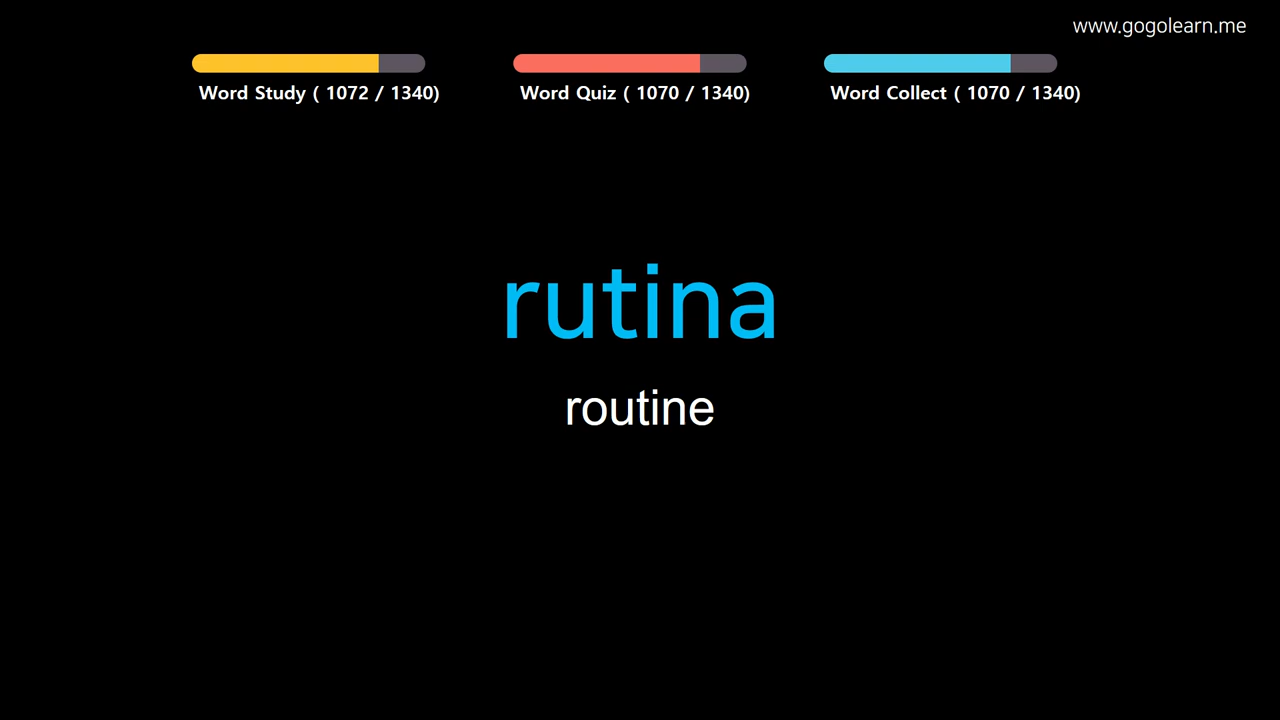 www.gogolearn.me
Word Study ( 1072 / 1340)
Word Quiz ( 1070 / 1340)
Word Collect ( 1070 / 1340)
rutina
routine